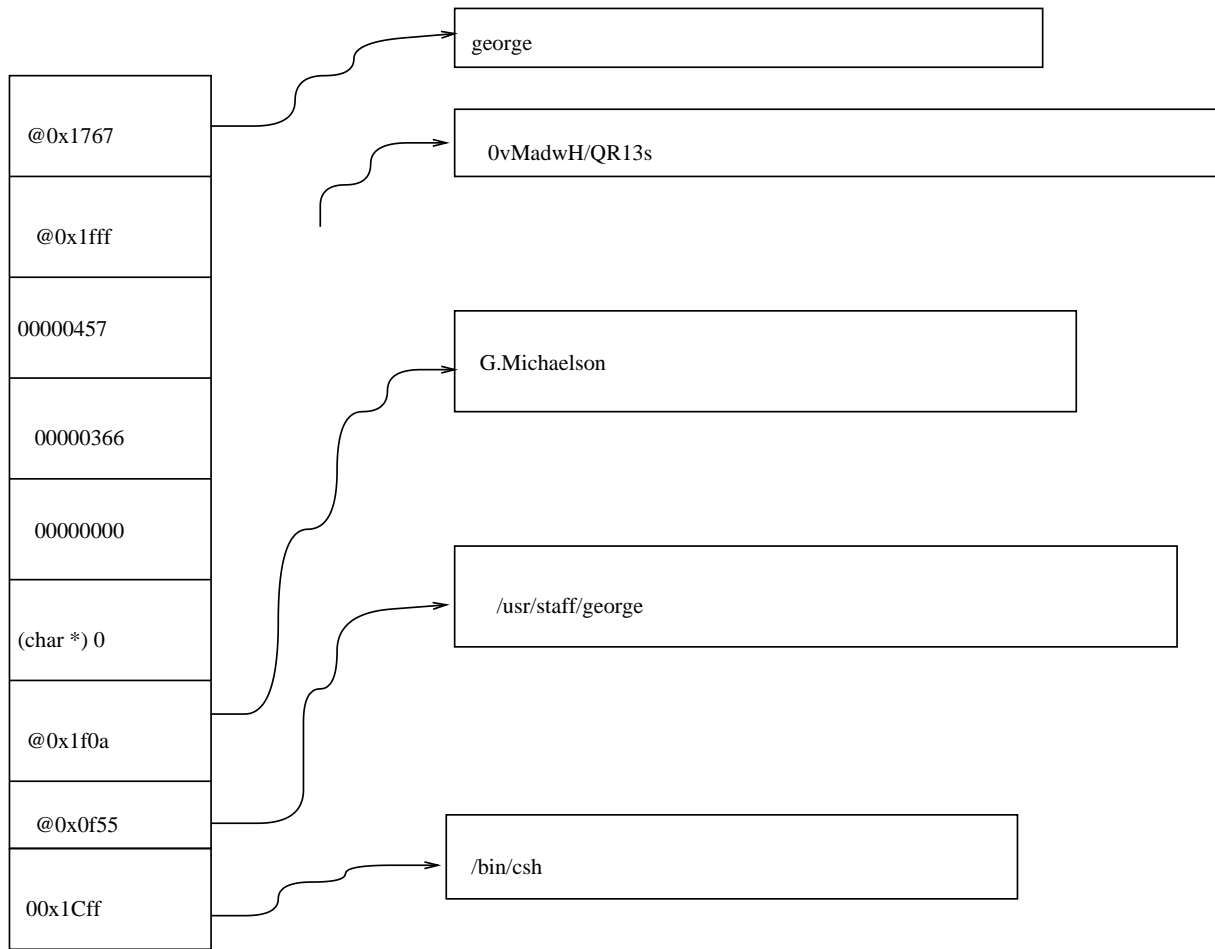 george
@0x1767
0vMadwH/QR13s
@0x1fff
00000457
G.Michaelson
00000366
00000000
/usr/staff/george
(char *) 0
@0x1f0a
@0x0f55
/bin/csh
00x1Cff